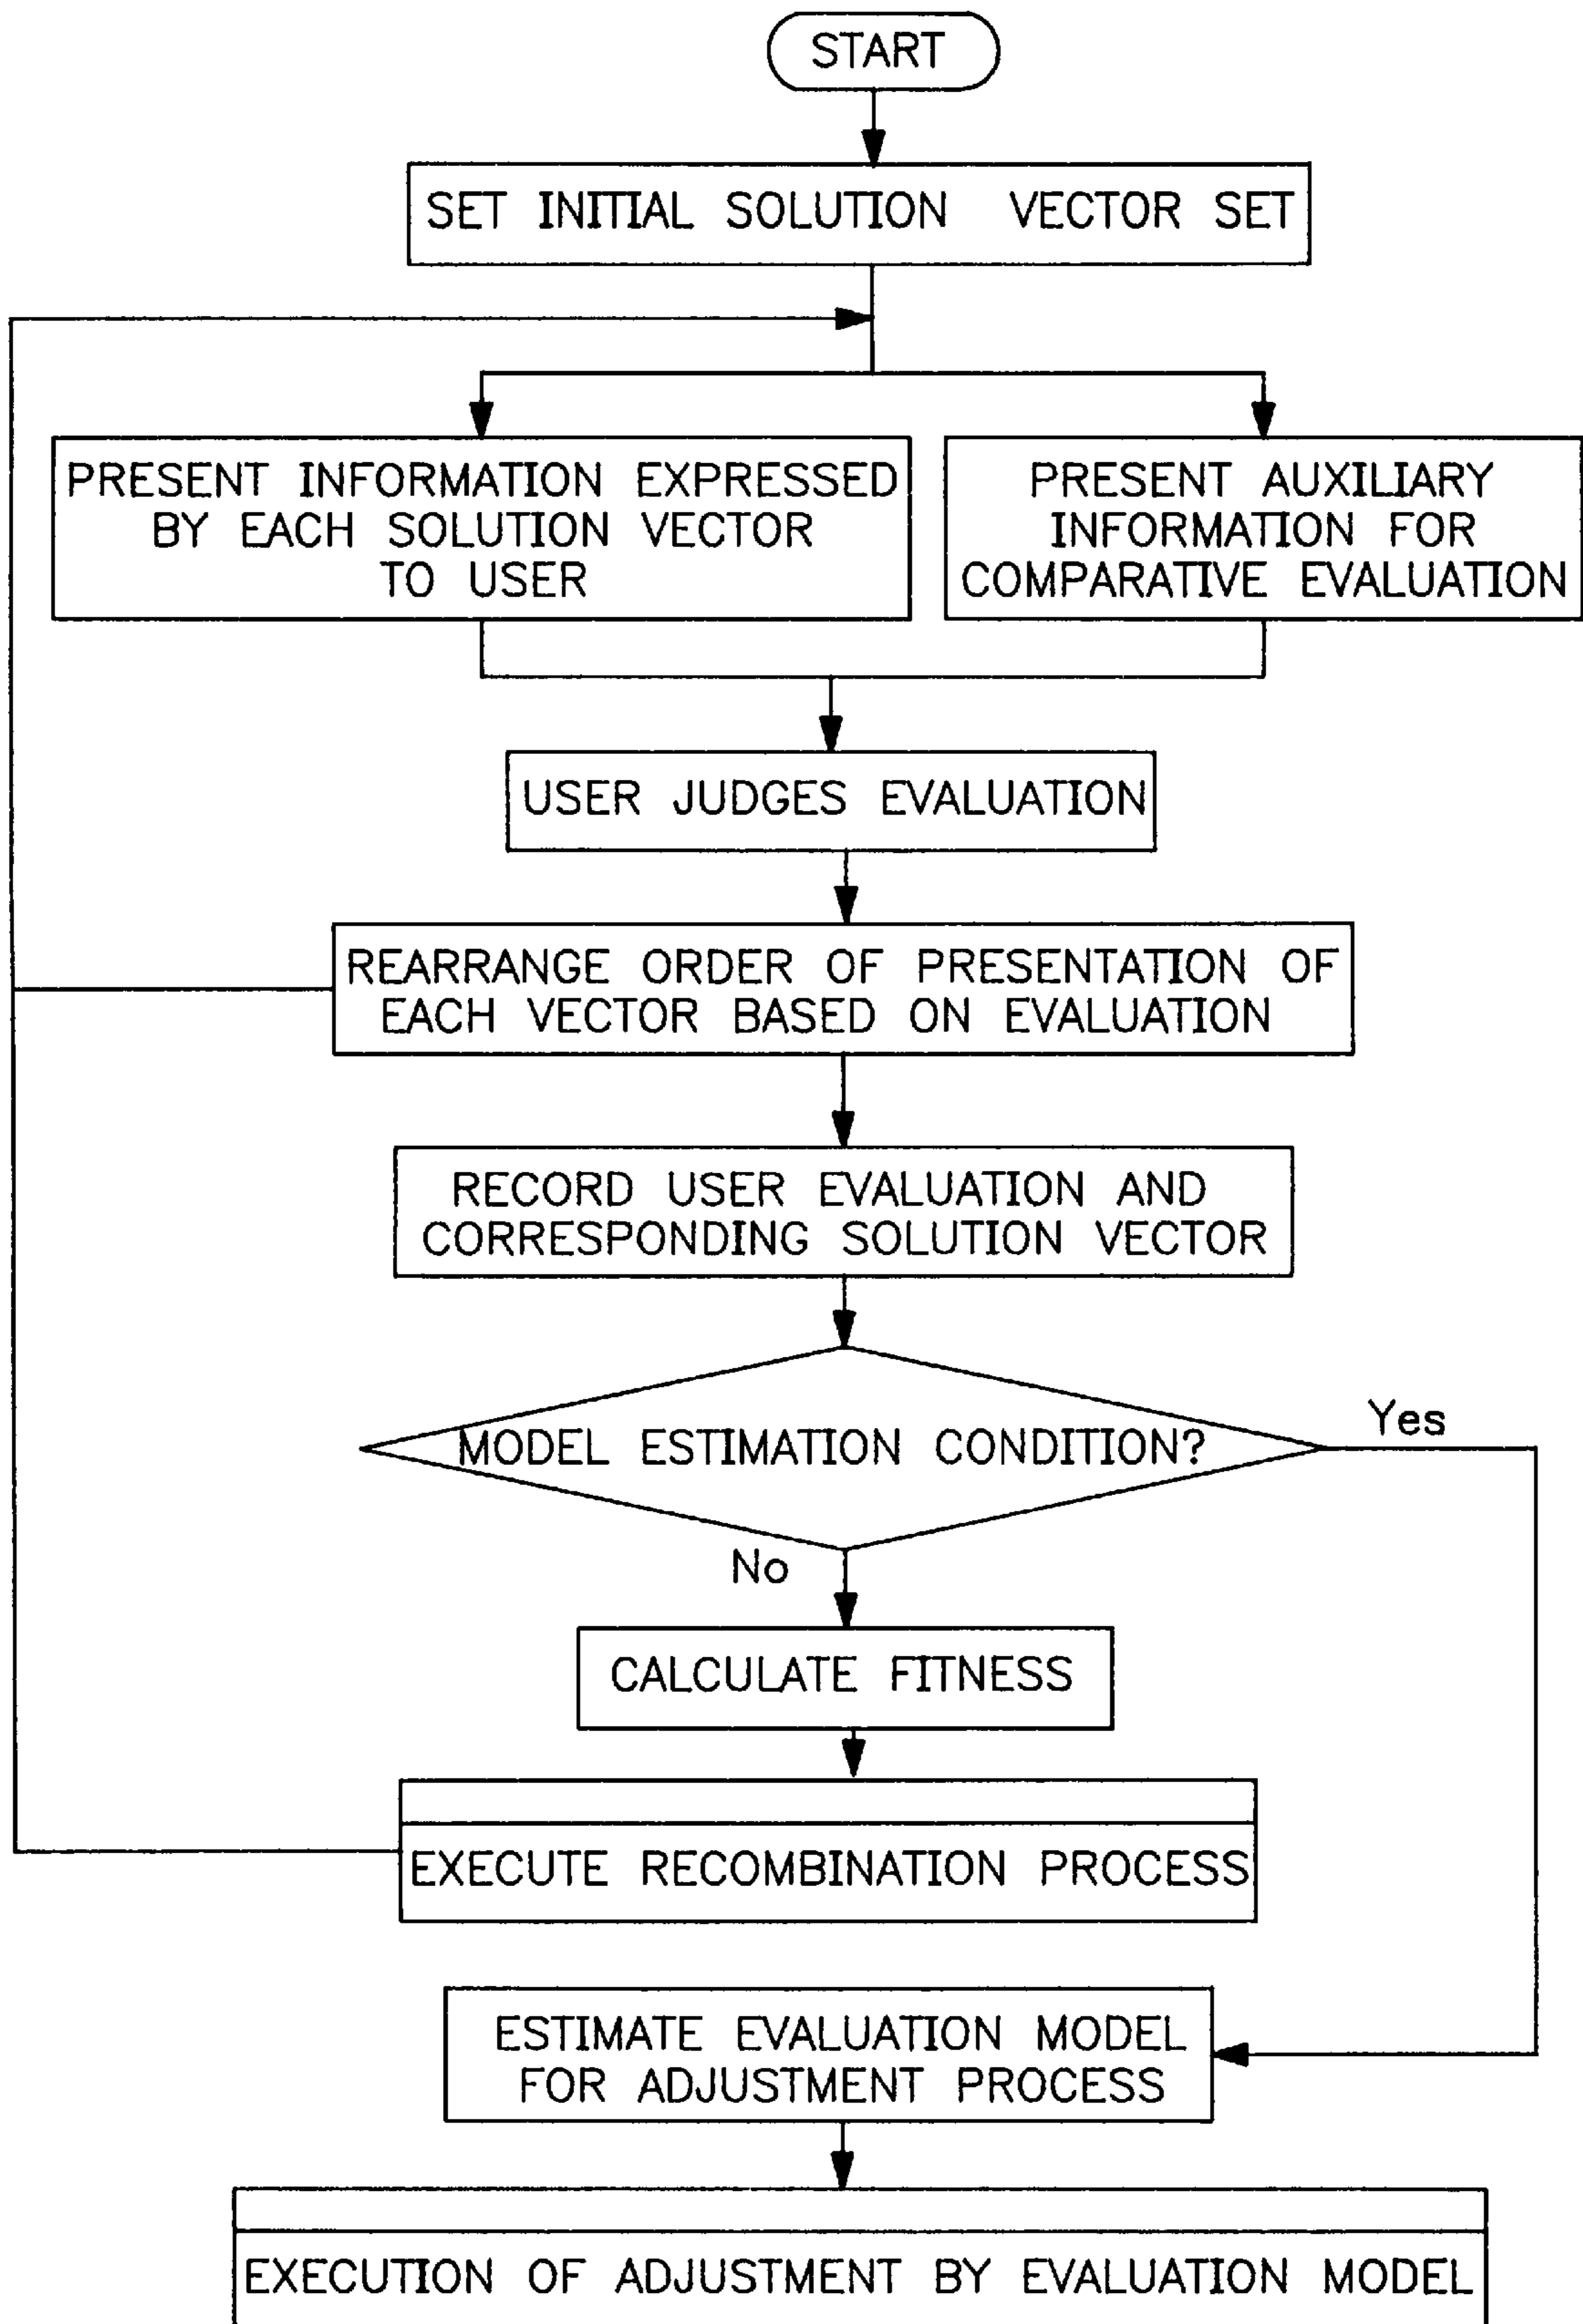 START
SET INITIAL SOLUTION VECTOR SET
PRESENT INFORMATION EXPRESSED
BY EACH SOLUTION VECTOR
TO USER
PRESENT AUXILIARY
INFORMATION FOR
COMPARATIVE EVALUATION
USER JUDGES EVALUATION
REARRANGE ORDER OF PRESENTATION OF
EACH VECTOR BASED ON EVALUATION
RECORD USER EVALUATION AND
CORRESPONDING SOLUTION VECTOR
MODEL ESTIMATION CONDITION?
Yes
No
CALCULATE FITNESS
EXECUTE RECOMBINATION PROCESS
ESTIMATE EVALUATION MODEL
FOR ADJUSTMENT PROCESS
EXECUTION OF ADJUSTMENT BY EVALUATION MODEL